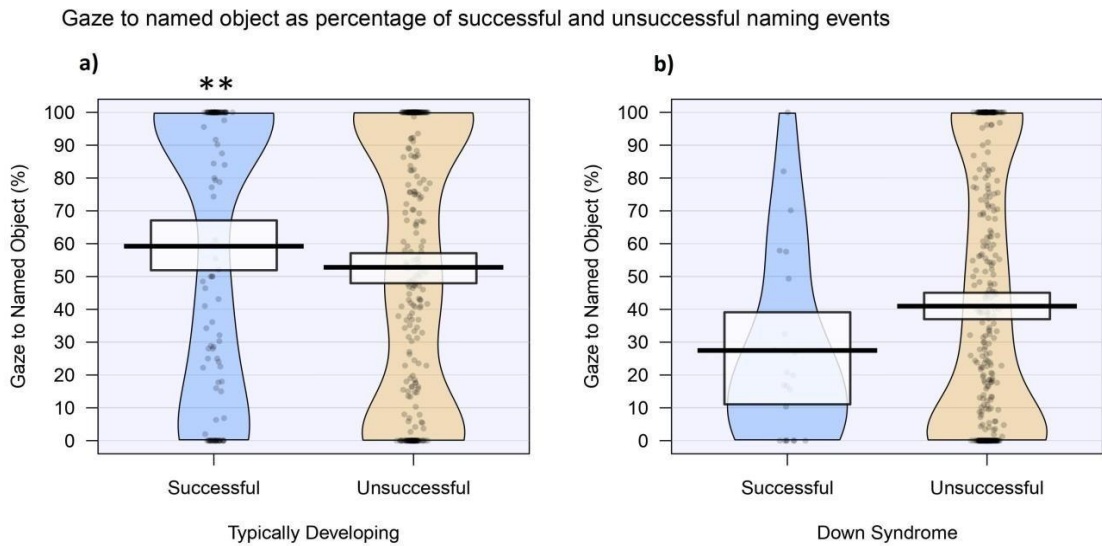 Gaze to named object as percentage of successful and unsuccessful naming events
a)
**
Gaze to Named Object (%)
100
90
80
70
60
50
40
30
20
10
0
Successful
Unsuccessful
Typically Developing
b)
Gaze to Named Object (%)
100
90
80
70
60
50
40
30
20
10
0
Successful
Unsuccessful
Down Syndrome